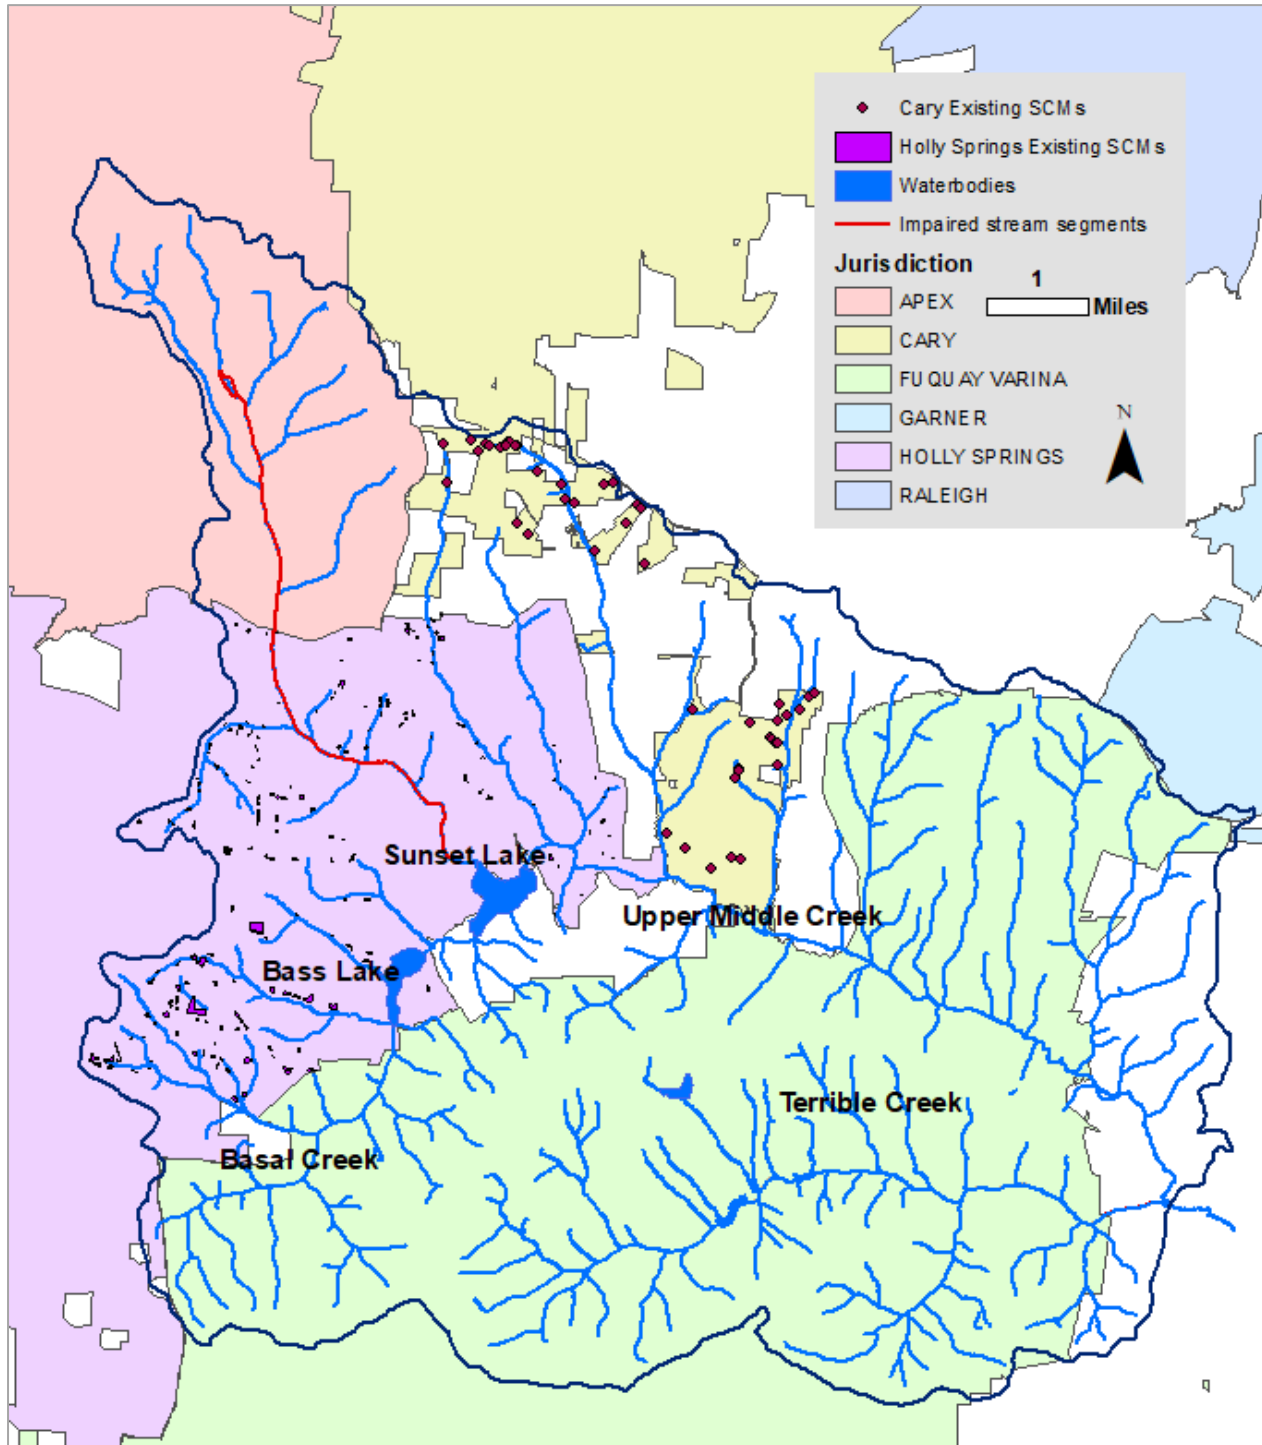 Cary Existing SCMs
Holly Springs Existing SCMs
Waterbodies
Impaired stream segments
Jurisdiction
1
Miles
APEX
CARY
FUQUAY VARINA
GARNER
HOLLY SPRINGS
RALEIGH
N
Sunset Lake
Upper Middle Creek
Bass Lake
Terrible Creek
Basal Creek